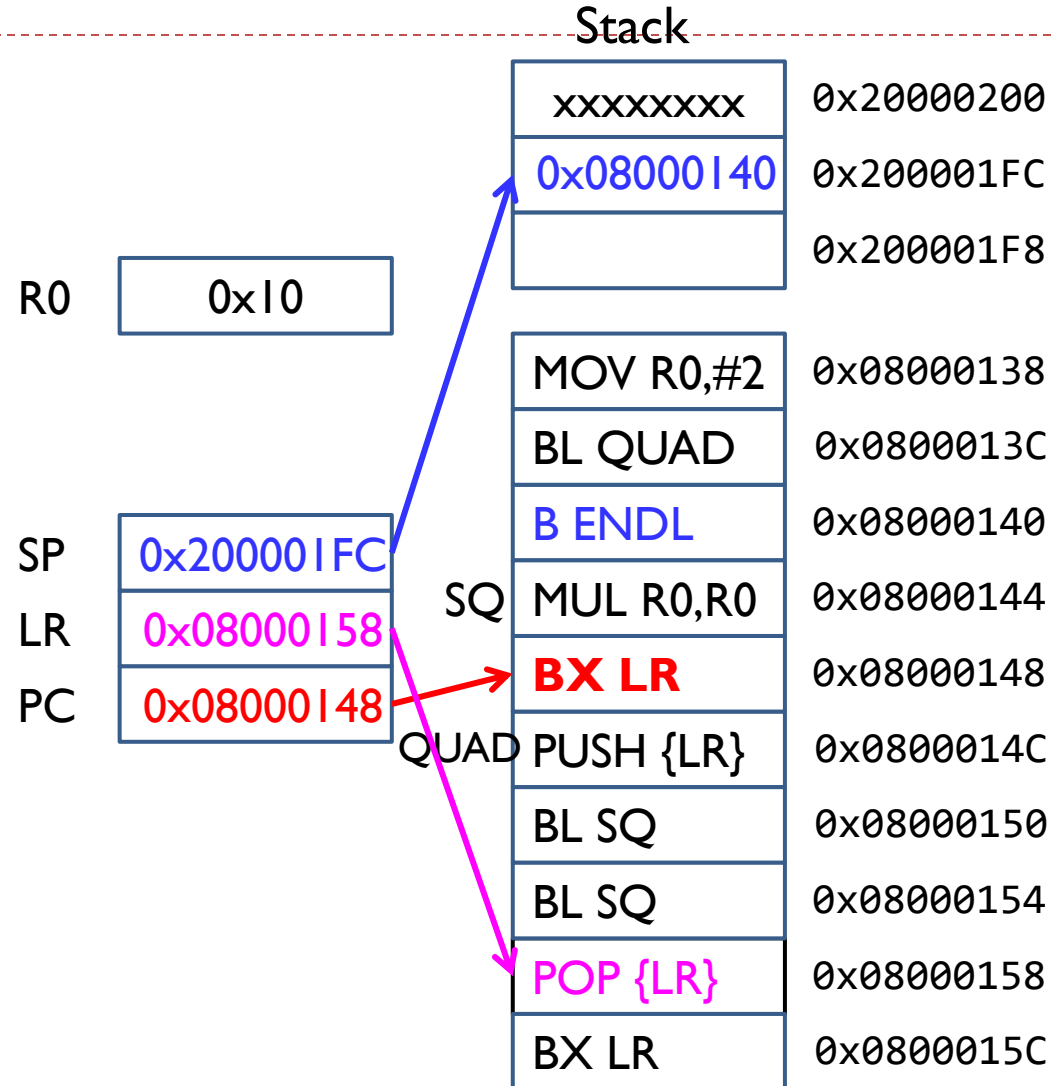 Stack
xxxxxxxx 0x20000200
0x08000140 0x200001FC
0x200001F8
R0 0x10
MOV R0,#2 0x08000138
BL QUAD 0x0800013C
SP 0x200001FC B ENDL 0x08000140
LR 0x08000158 SQ MUL R0,R0 0x08000144
PC 0x08000148 BX LR 0x08000148
QUAD PUSH {LR} 0x0800014C
BL SQ 0x08000150
BL SQ 0x08000154
POP {LR} 0x08000158
BX LR 0x0800015C